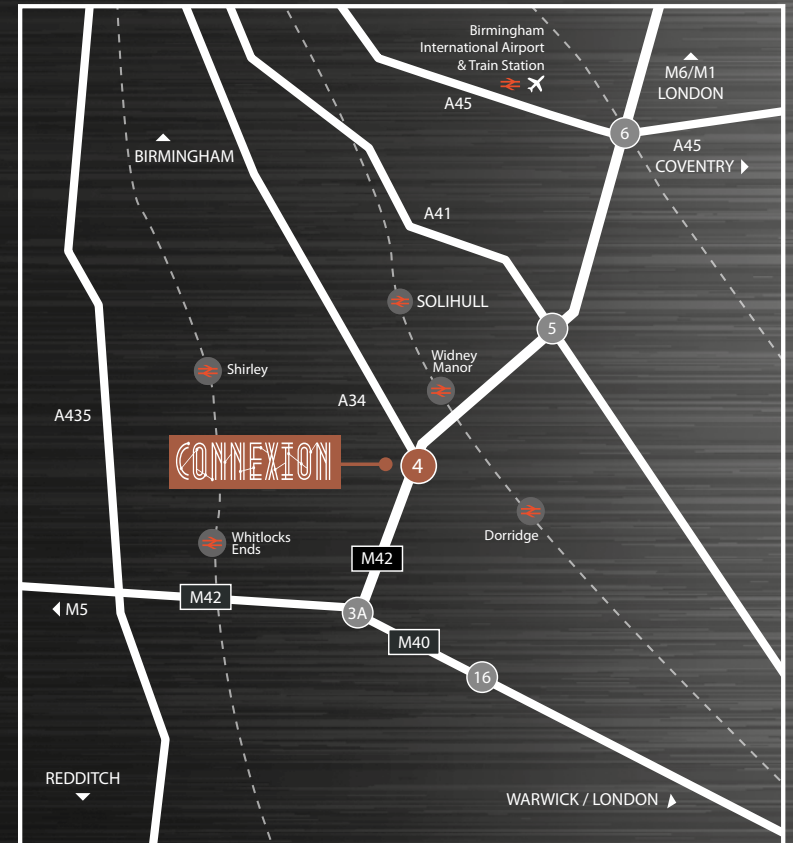 Birmingham
International Airport
& Train Station
M6/M1
LONDON
A45
6
A45
COVENTRY
BIRMINGHAM
A41
SOLIHULL
5
Widney
Manor
Shirley
A34
A435
CONNEXION
4
Dorridge
Whitlocks
Ends
M42
M42
M5
3A
M40
16
REDDITCH
WARWICK / LONDON